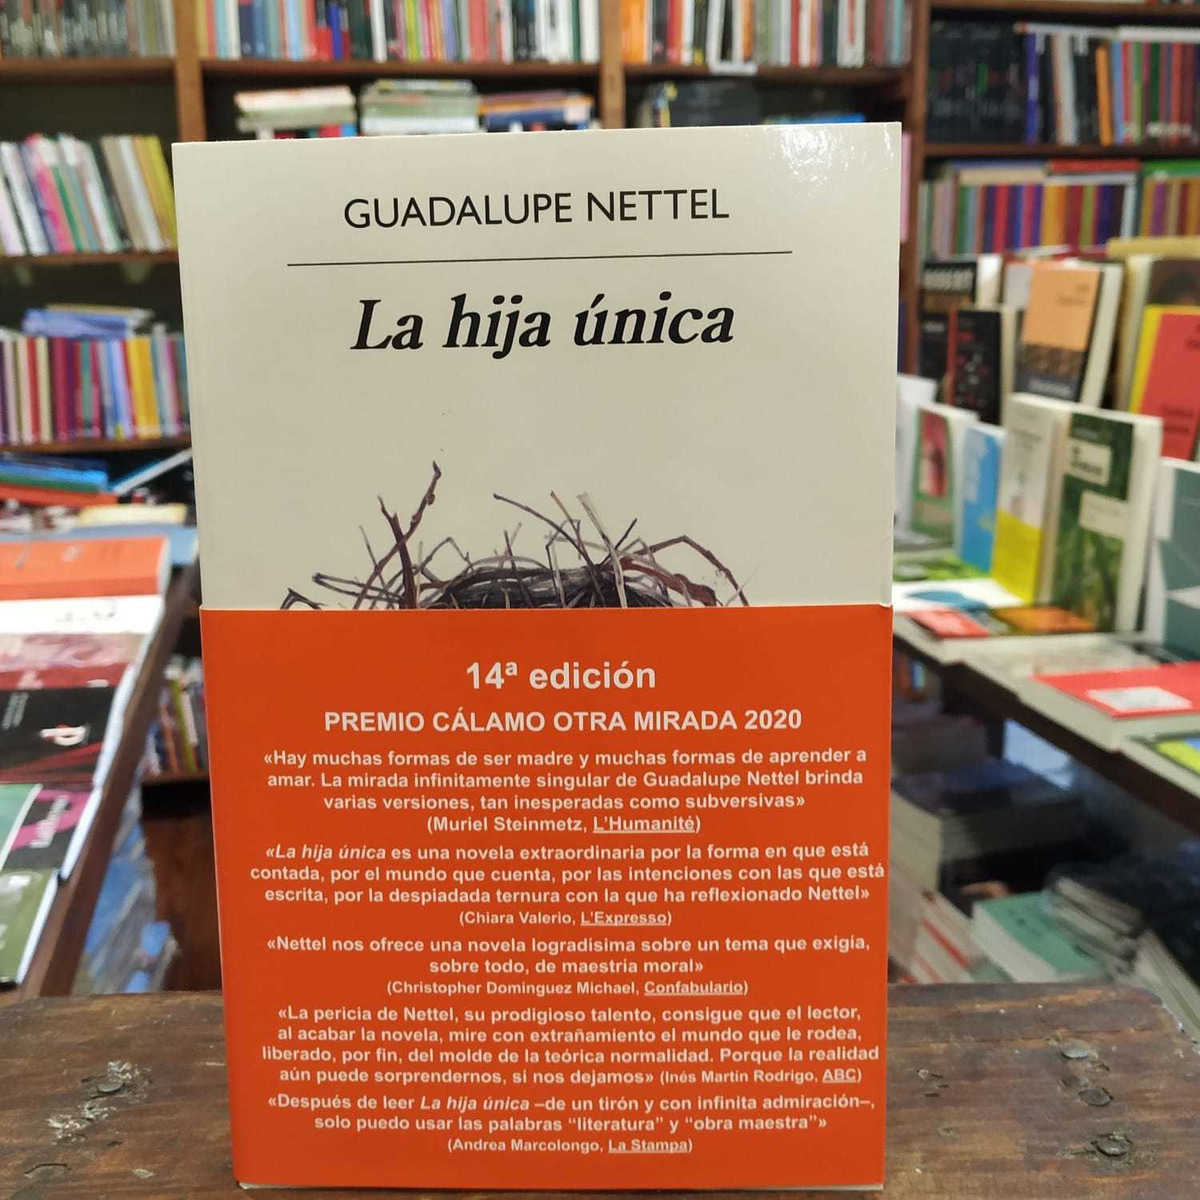 GUADALUPE NETTEL
La hija única
14ª edición
PREMIO CÁLAMO OTRA MIRADA 2020
«Hay muchas formas de ser madre y muchas formas de aprender a
amar. La mirada infinitamente singular de Guadalupe Nettel brinda
varias versiones, tan inesperadas como subversivas»
(Muriel Steinmetz, L'Humanité)
«La hija única es una novela extraordinaria por la forma en que está
contada, por el mundo que cuenta, por las intenciones con las que está
escrita, por la despiadada ternura con la que ha reflexionado Nettel»
(Chiara Valerio, L'Expresso)
«Nettel nos ofrece una novela logradísima sobre un tema que exigía,
sobre todo, de maestría moral»
(Christopher Domínguez Michael, Confabulario)
«La pericia de Nettel, su prodigioso talento, consigue que el lector,
al acabar la novela, mire con extrañamiento el mundo que le rodea,
liberado, por fin, del molde de la teórica normalidad. Porque la realidad
aún puede sorprendernos, si nos dejamos» (Inés Martín Rodrigo, ABC)
«Después de leer La hija única –de un tirón y con infinita admiración–,
solo puedo usar las palabras “literatura” y “obra maestra”»
(Andrea Marcolongo, La Stampa)